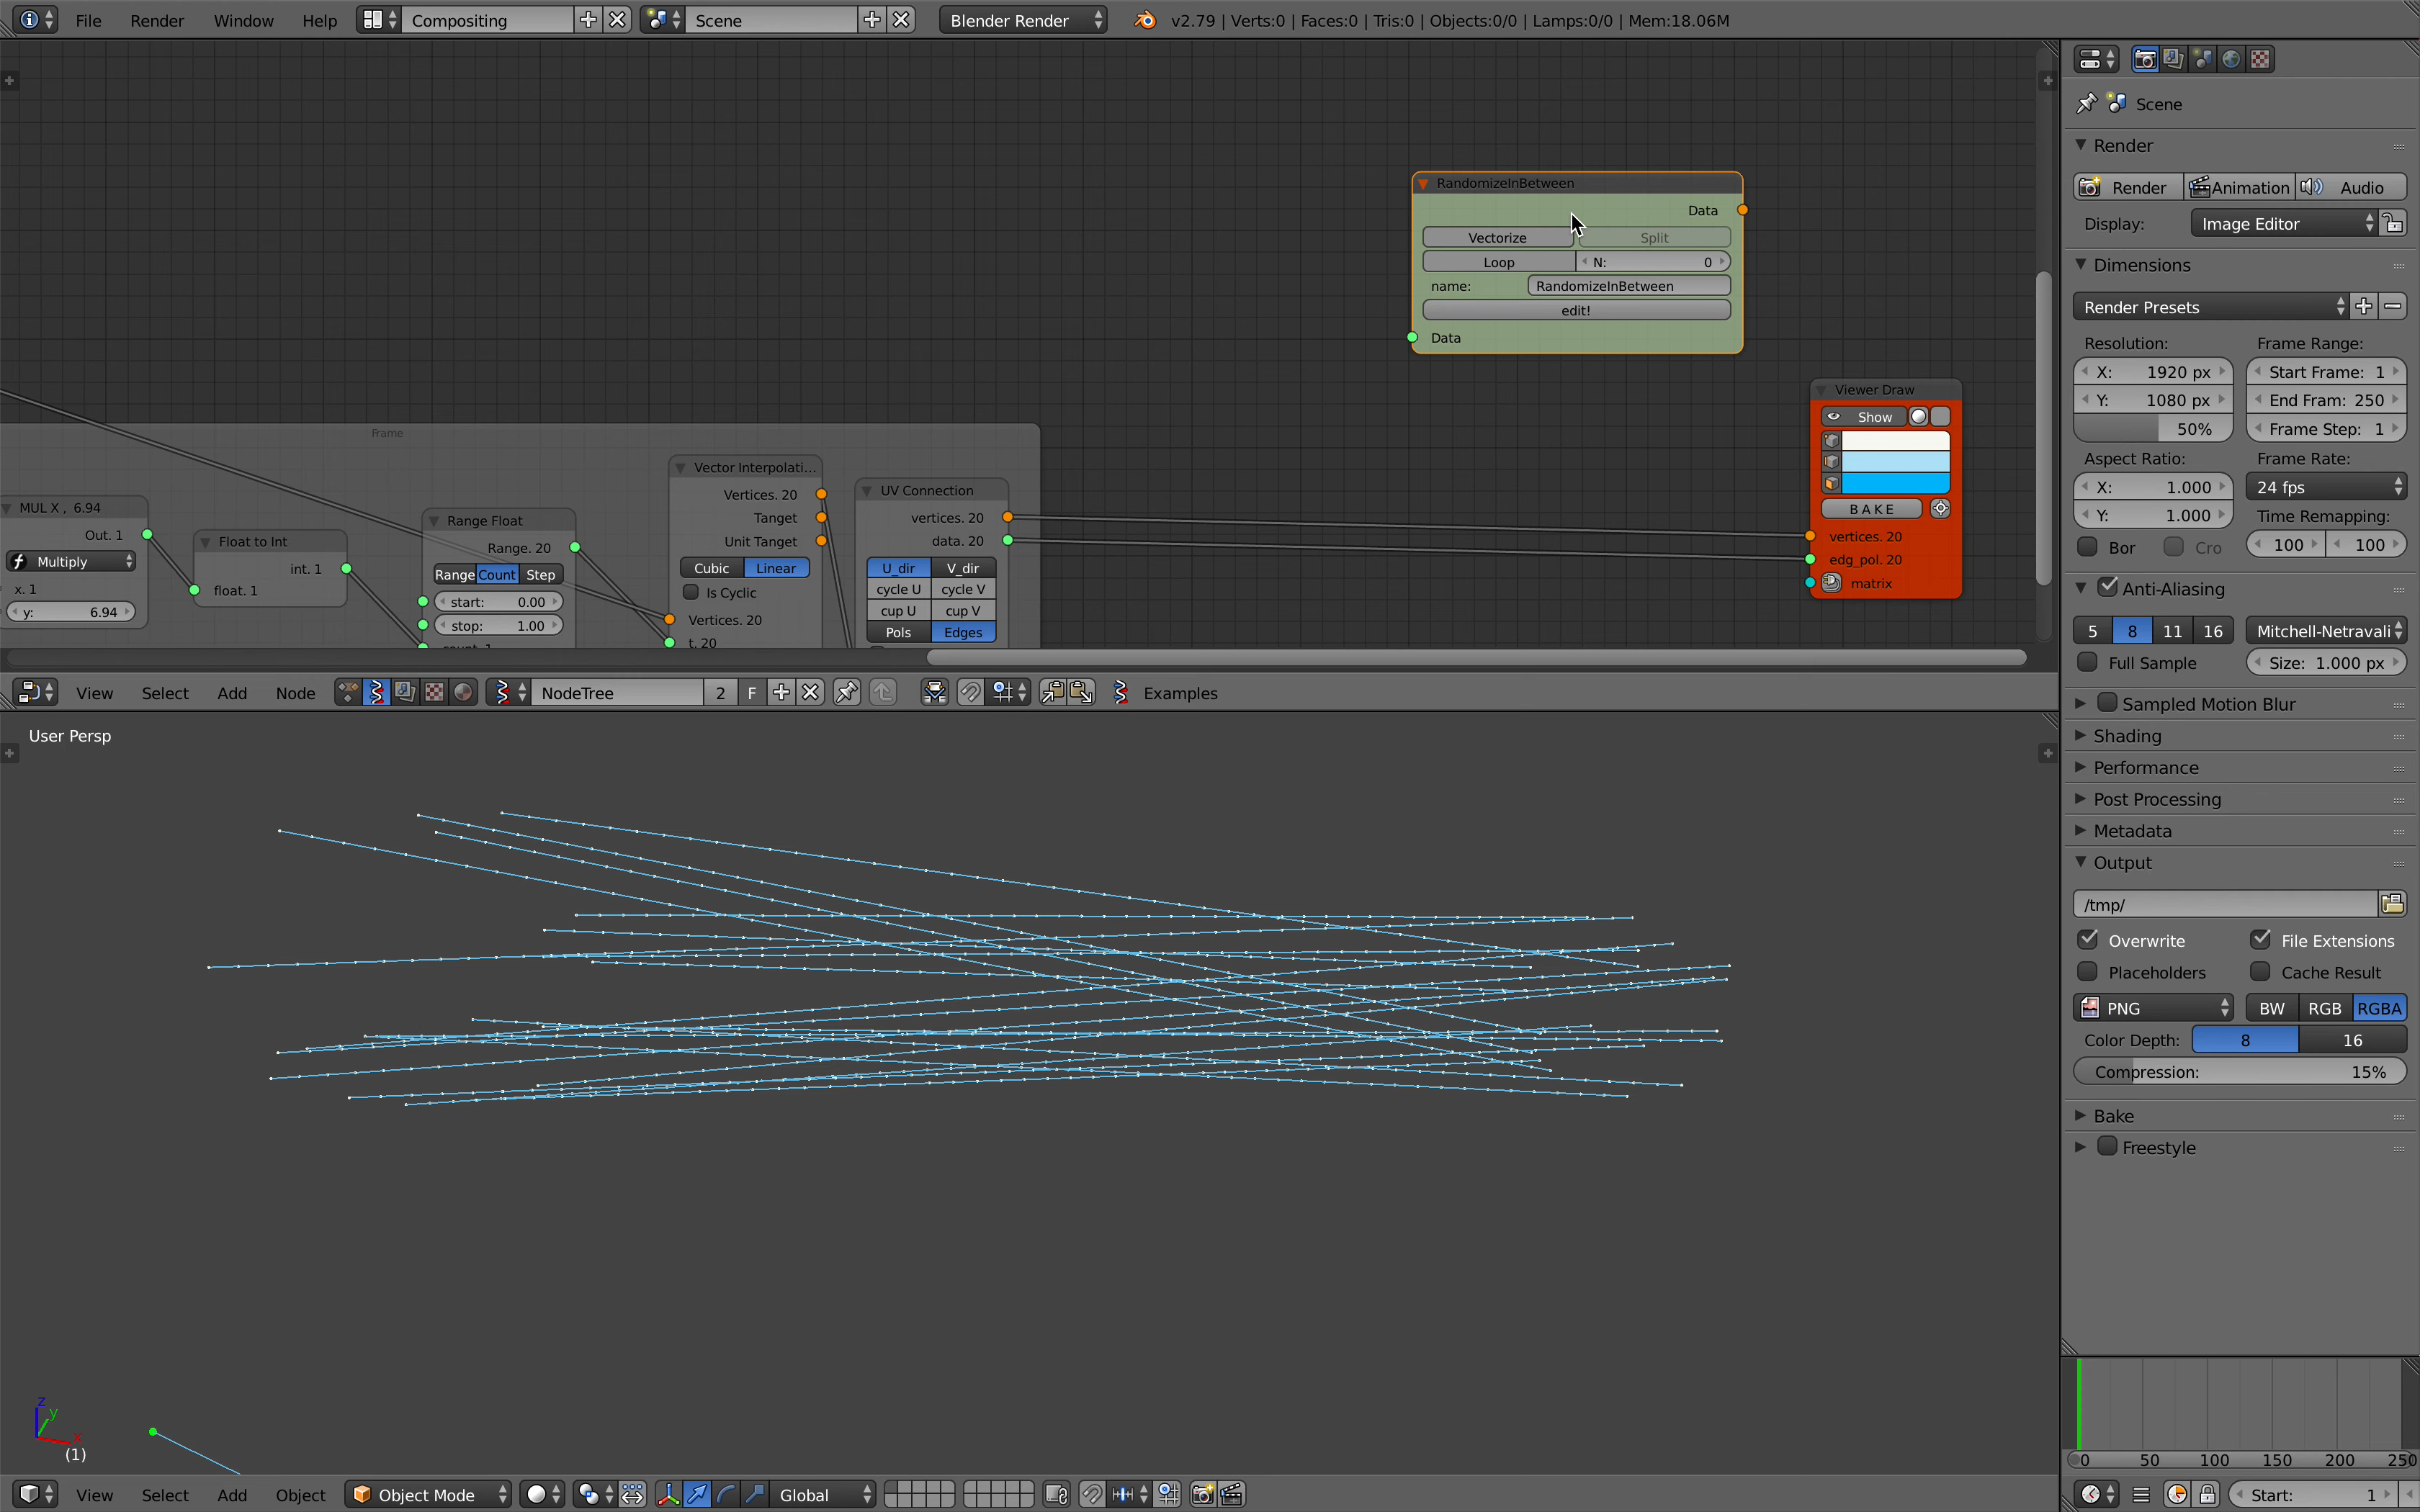 File Render Window Help Compositing Scene Blender Render v2.79 | Verts:0 | Faces:0 | Tris:0 | Objects:0/0 | Lamps:0/0 | Mem:18.06M
RandomizeInBetween
Data
Vectorize Split
Loop N: 0
name: RandomizeInBetween
edit!
Data
Viewer Draw
Show
BAKE
vertices. 20
edg_pol. 20
matrix
Frame
MUL X , 6.94
Out. 1
Multiply
x. 1
y: 6.94
Float to Int
int. 1
float. 1
Range Float
Range. 20
Range Count Step
start: 0.00
stop: 1.00
Vector Interpolati...
Vertices. 20
Tanget
Unit Tanget
Cubic Linear
Is Cyclic
Vertices. 20
t. 20
UV Connection
vertices. 20
data. 20
U_dir V_dir
cycle U cycle V
cup U cup V
Pols Edges
View Select Add Node NodeTree 2 F Examples
User Persp
z
y
x
(1)
View Select Add Object Object Mode Global
Scene
Render
Render Animation Audio
Display: Image Editor
Dimensions
Render Presets
Resolution: Frame Range:
X: 1920 px Start Frame: 1
Y: 1080 px End Fram: 250
50% Frame Step: 1
Aspect Ratio: Frame Rate:
X: 1.000 24 fps
Y: 1.000 Time Remapping:
Bor Cro 100 100
Anti-Aliasing
5 8 11 16 Mitchell-Netravali
Full Sample Size: 1.000 px
Sampled Motion Blur
Shading
Performance
Post Processing
Metadata
Output
/tmp/
Overwrite File Extensions
Placeholders Cache Result
PNG BW RGB RGBA
Color Depth: 8 16
Compression: 15%
Bake
Freestyle
0 50 100 150 200 250
Start: 1